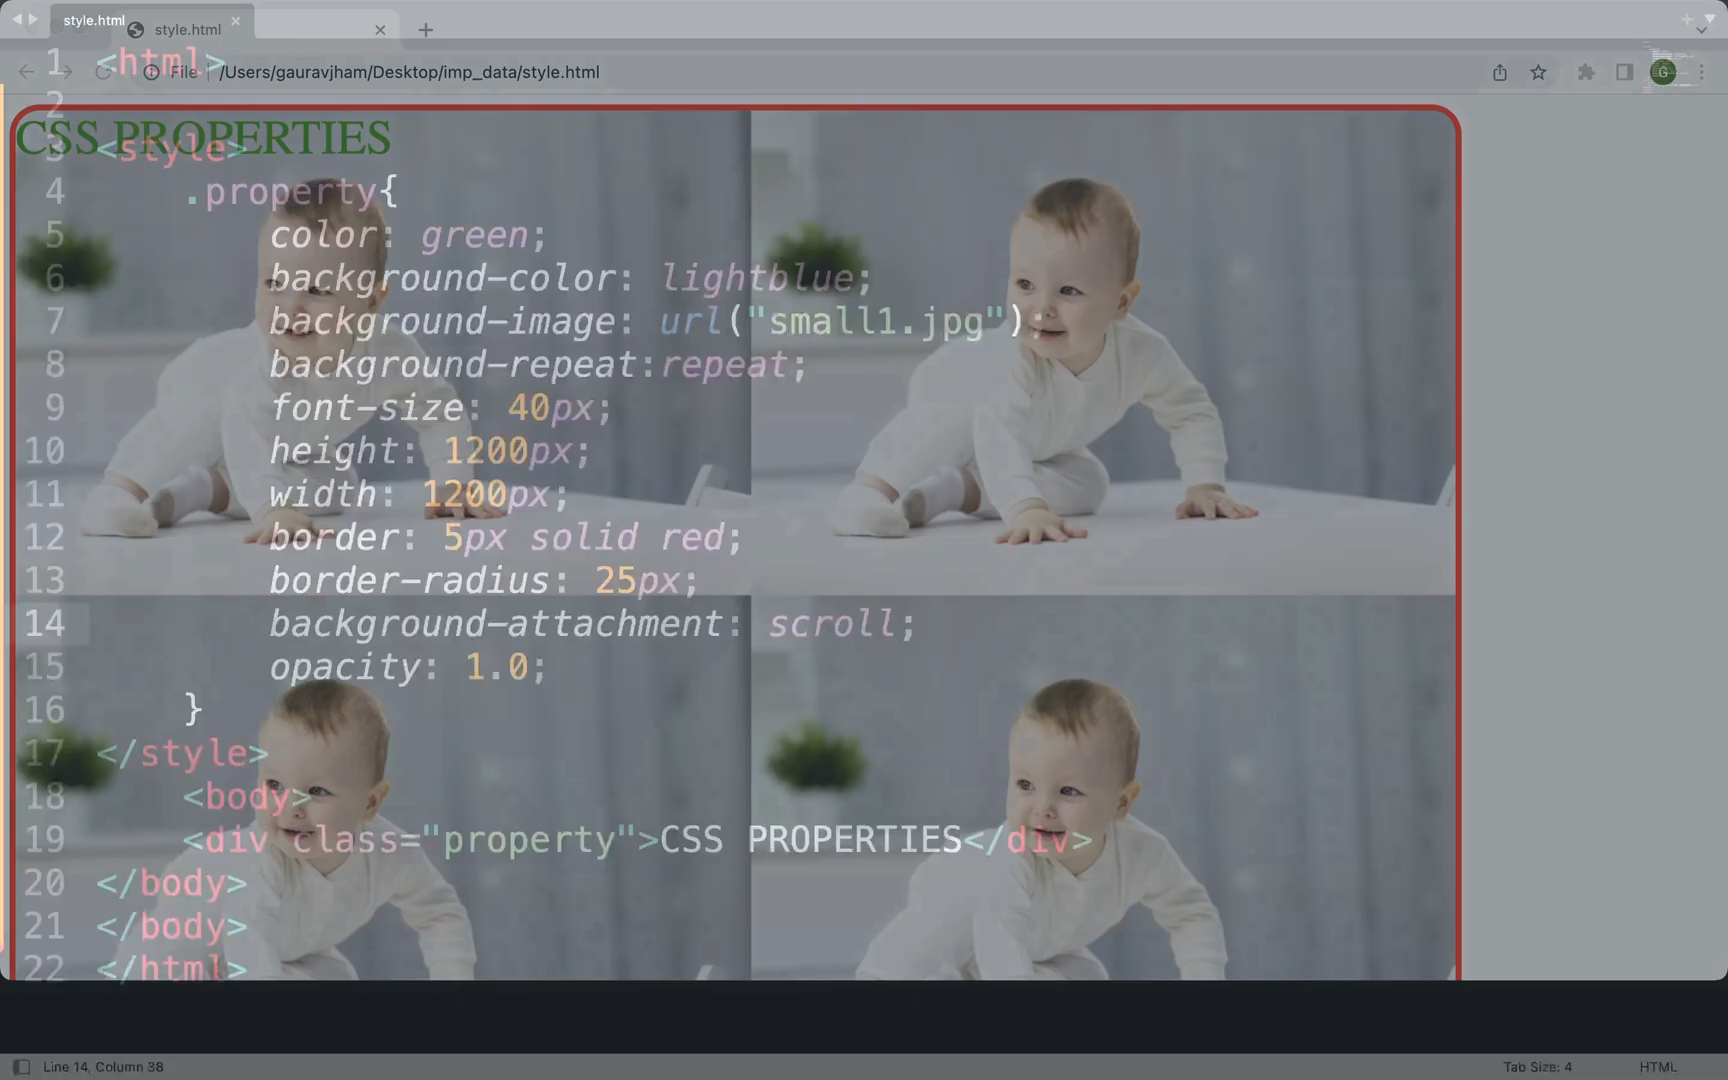 style.html
style.html
File | /Users/gauravjham/Desktop/imp_data/style.html
G
CSS PROPERTIES
1 <html>
2
3 <style>
4 .property{
5 color: green;
6 background-color: lightblue;
7 background-image: url("small1.jpg");
8 background-repeat:repeat;
9 font-size: 40px;
10 height: 1200px;
11 width: 1200px;
12 border: 5px solid red;
13 border-radius: 25px;
14 background-attachment: scroll;
15 opacity: 1.0;
16 }
17 </style>
18 <body>
19 <div class="property">CSS PROPERTIES</div>
20 </body>
21 </body>
22 </html>
Line 14, Column 38
Tab Size: 4
HTML